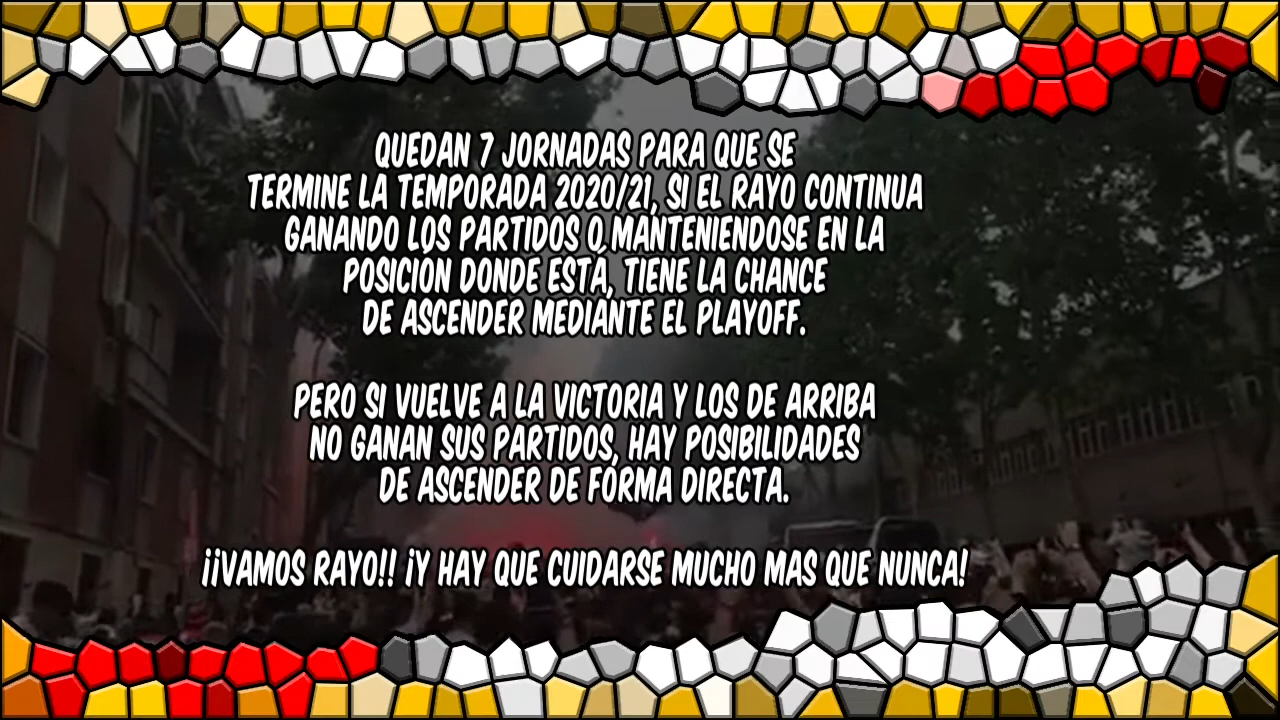 QUEDAN 7 JORNADAS PARA QUE SE
TERMINE LA TEMPORADA 2020/21, SI EL RAYO CONTINUA
GANANDO LOS PARTIDOS O MANTENIENDOSE EN LA
POSICIÓN DONDE ESTÁ, TIENE LA CHANCE
DE ASCENDER MEDIANTE EL PLAYOFF.
PERO SI VUELVE A LA VICTORIA Y LOS DE ARRIBA
NO GANAN SUS PARTIDOS, HAY POSIBILIDADES
DE ASCENDER DE FORMA DIRECTA.
¡¡VAMOS RAYO!! ¡Y HAY QUE CUIDARSE MUCHO MAS QUE NUNCA!